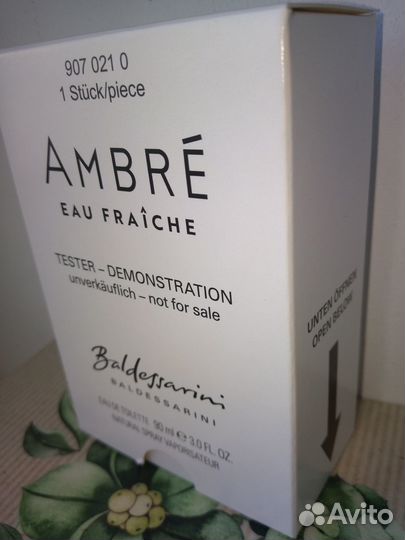 907 021 0
1 Stück/piece
AMBRÉ
EAU FRAÎCHE
TESTER – DEMONSTRATION
unverkäuflich – not for sale
Baldessarini
BALDESSARINI
EAU DE TOILETTE 90 ml ℮ 3.0 FL. OZ.
NATURAL SPRAY VAPORISATEUR
UNTEN ÖFFNEN
OPEN BELOW
Avito